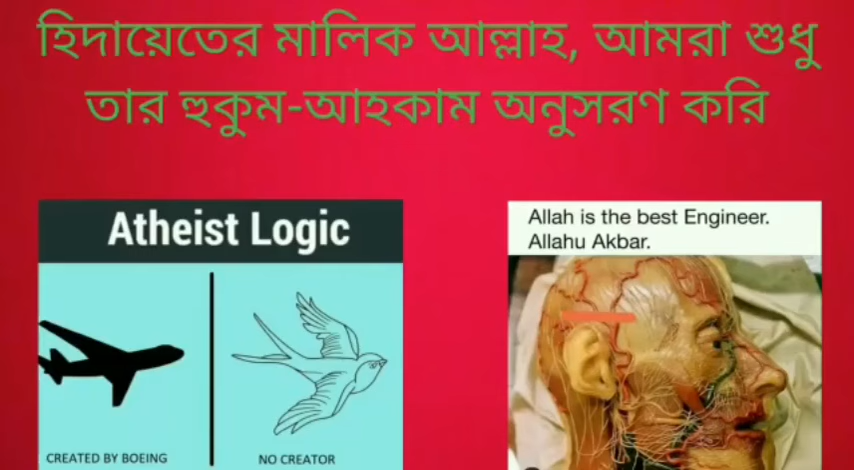 হিদায়েতের মালিক আল্লাহ, আমরা শুধু
তার হুকুম-আহকাম অনুসরণ করি
Atheist Logic
CREATED BY BOEING
NO CREATOR
Allah is the best Engineer.
Allahu Akbar.